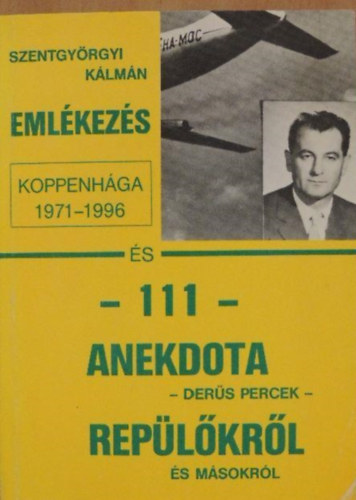 SZENTGYÖRGYI
KÁLMÁN
EMLÉKEZÉS
KOPPENHÁGA
1971–1996
HA-MOC
ÉS
– 111 –
ANEKDOTA
– DERŰS PERCEK –
REPÜLŐKRŐL
ÉS MÁSOKRÓL